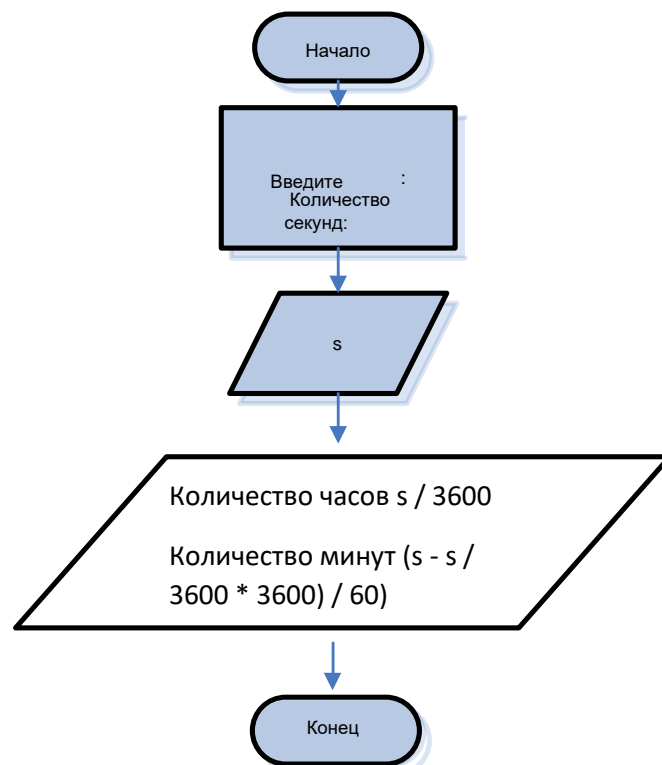 Начало
Введите :
Количество
секунд:
s
Количество часов s / 3600
Количество минут (s - s /
3600 * 3600) / 60)
Конец